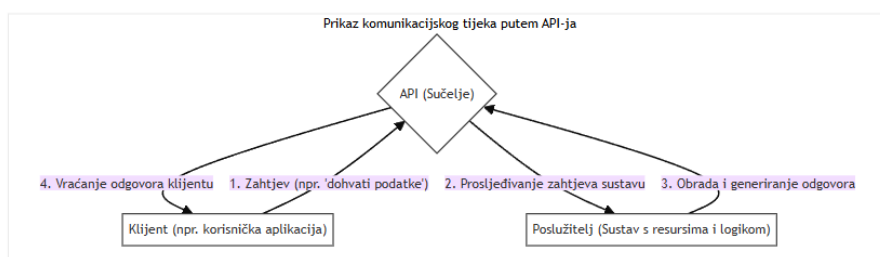 Prikaz komunikacijskog tijeka putem API-ja
API (Sučelje)
4. Vraćanje odgovora klijentu
1. Zahtjev (npr. 'dohvati podatke')
2. Prosljeđivanje zahtjeva sustavu
3. Obrada i generiranje odgovora
Klijent (npr. korisnička aplikacija)
Poslužitelj (Sustav s resursima i logikom)